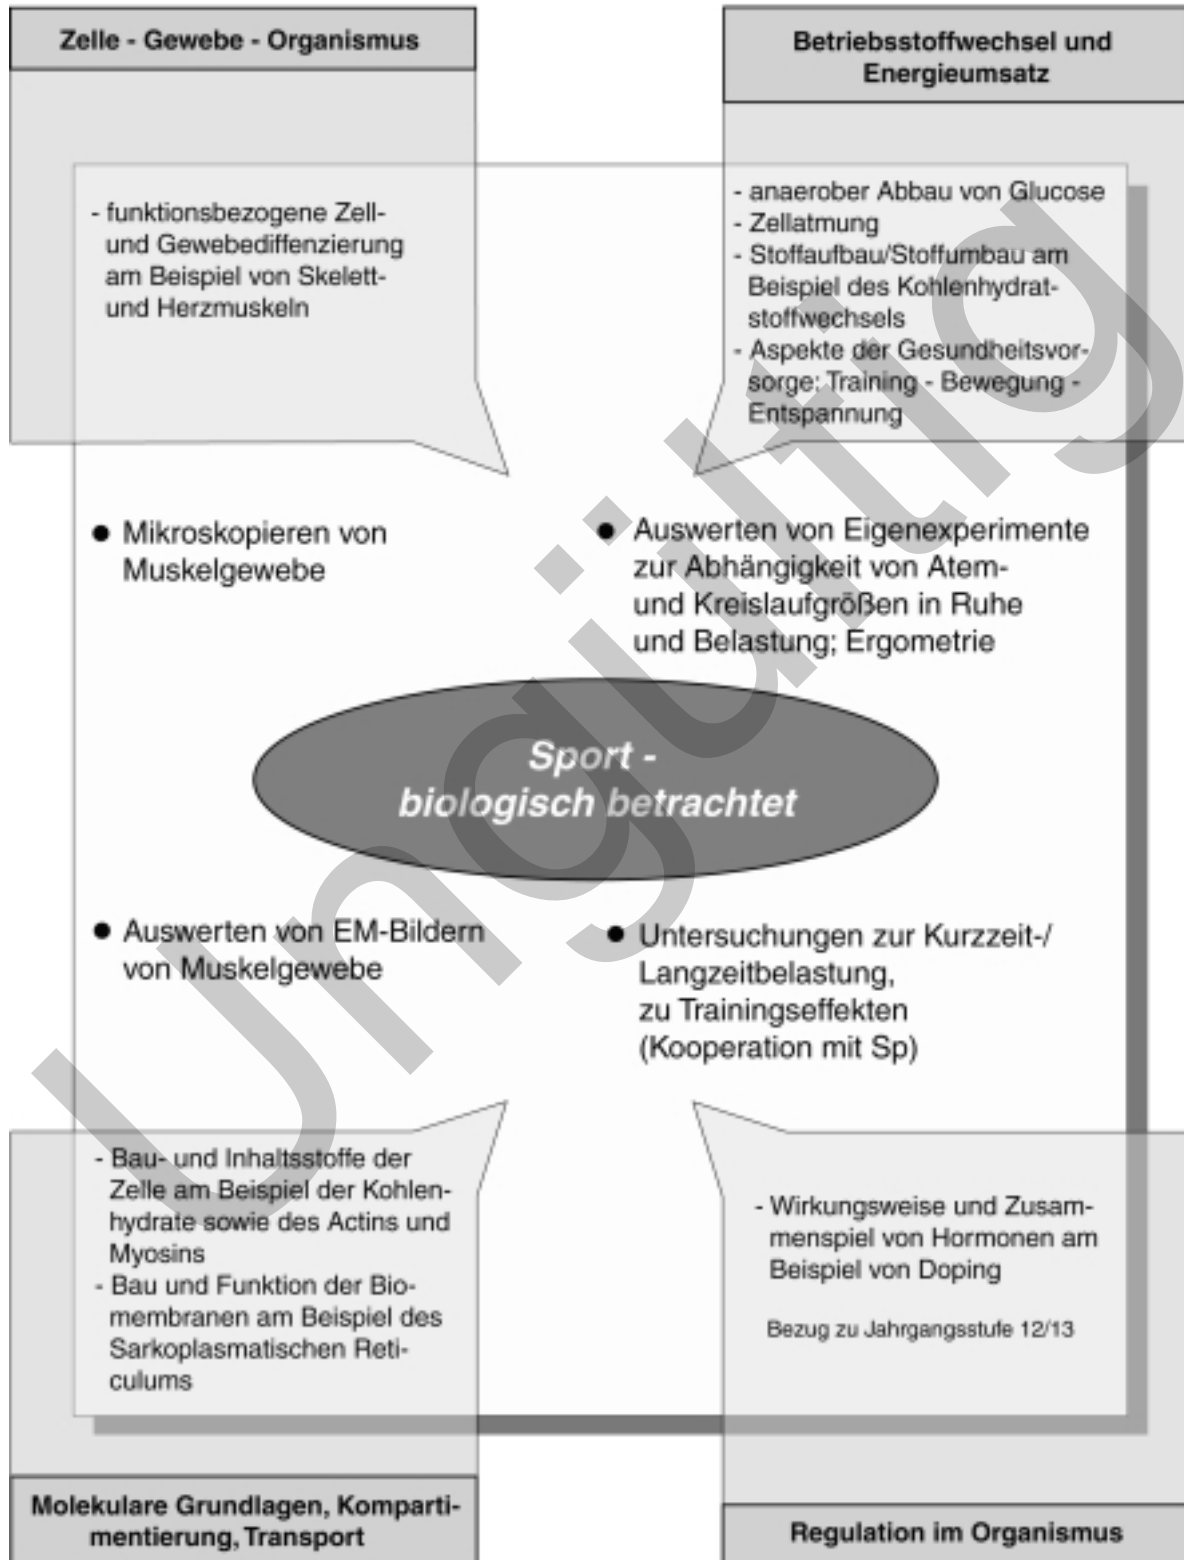 Zelle - Gewebe - Organismus
- funktionsbezogene Zell-
und Gewebediffenzierung
am Beispiel von Skelett-
und Herzmuskeln
Betriebsstoffwechsel und
Energieumsatz
- anaerober Abbau von Glucose
- Zellatmung
- Stoffaufbau/Stoffumbau am
Beispiel des Kohlenhydrat-
stoffwechsels
- Aspekte der Gesundheitsvor-
sorge: Training - Bewegung -
Entspannung
● Mikroskopieren von
Muskelgewebe
● Auswerten von Eigenexperimente
zur Abhängigkeit von Atem-
und Kreislaufgrößen in Ruhe
und Belastung; Ergometrie
Sport -
biologisch betrachtet
● Auswerten von EM-Bildern
von Muskelgewebe
● Untersuchungen zur Kurzzeit-/
Langzeitbelastung,
zu Trainingseffekten
(Kooperation mit Sp)
- Bau- und Inhaltsstoffe der
Zelle am Beispiel der Kohlen-
hydrate sowie des Actins und
Myosins
- Bau und Funktion der Bio-
membranen am Beispiel des
Sarkoplasmatischen Reti-
culums
Molekulare Grundlagen, Komparti-
mentierung, Transport
- Wirkungsweise und Zusam-
menspiel von Hormonen am
Beispiel von Doping
Bezug zu Jahrgangsstufe 12/13
Regulation im Organismus
Ungültig